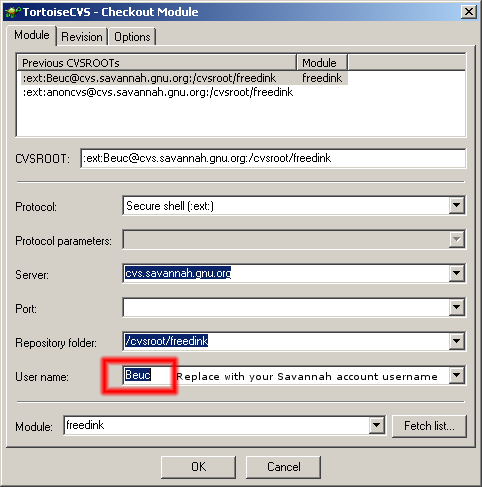 TortoiseCVS - Checkout Module
Module Revision Options
Previous CVSROOTs Module
:ext:Beuc@cvs.savannah.gnu.org:/cvsroot/freedink freedink
:ext:anoncvs@cvs.savannah.gnu.org:/cvsroot/freedink
CVSROOT: :ext:Beuc@cvs.savannah.gnu.org:/cvsroot/freedink
Protocol: Secure shell (:ext:)
Protocol parameters:
Server: cvs.savannah.gnu.org
Port:
Repository folder: /cvsroot/freedink
User name: Beuc Replace with your Savannah account username
Module: freedink Fetch list...
OK Cancel